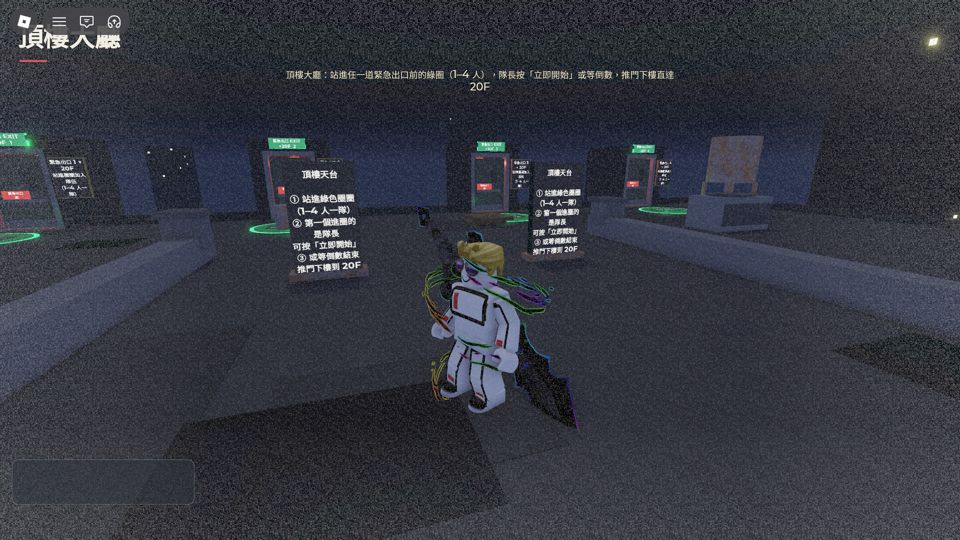 頂樓大廳
頂樓大廳：站進任一道緊急出口前的綠圈（1–4 人），隊長按「立即開始」或等倒數，推門下樓直達
20F
頂樓天台
① 站進綠色圈圈
（1–4 人一隊）
② 第一個進圈的
是隊長
可按「立即開始」
③ 或等倒數結束
推門下樓到 20F
頂樓天台
① 站進綠色圈圈
（1–4 人一隊）
② 第一個進圈的
是隊長
可按「立即開始」
③ 或等倒數結束
推門下樓到 20F